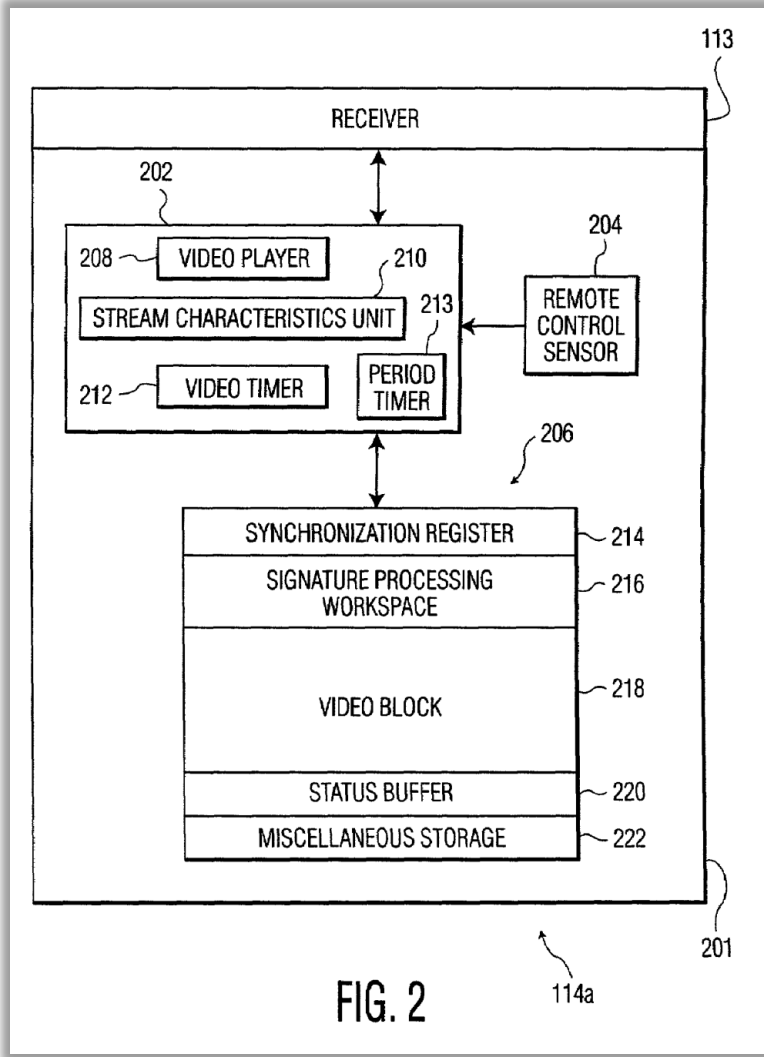 113
RECEIVER
202
208
VIDEO PLAYER
210
204
STREAM CHARACTERISTICS UNIT
213
REMOTE
CONTROL
SENSOR
212
VIDEO TIMER
PERIOD
TIMER
206
SYNCHRONIZATION REGISTER
214
SIGNATURE PROCESSING
WORKSPACE
216
VIDEO BLOCK
218
STATUS BUFFER
220
MISCELLANEOUS STORAGE
222
201
114a
FIG. 2